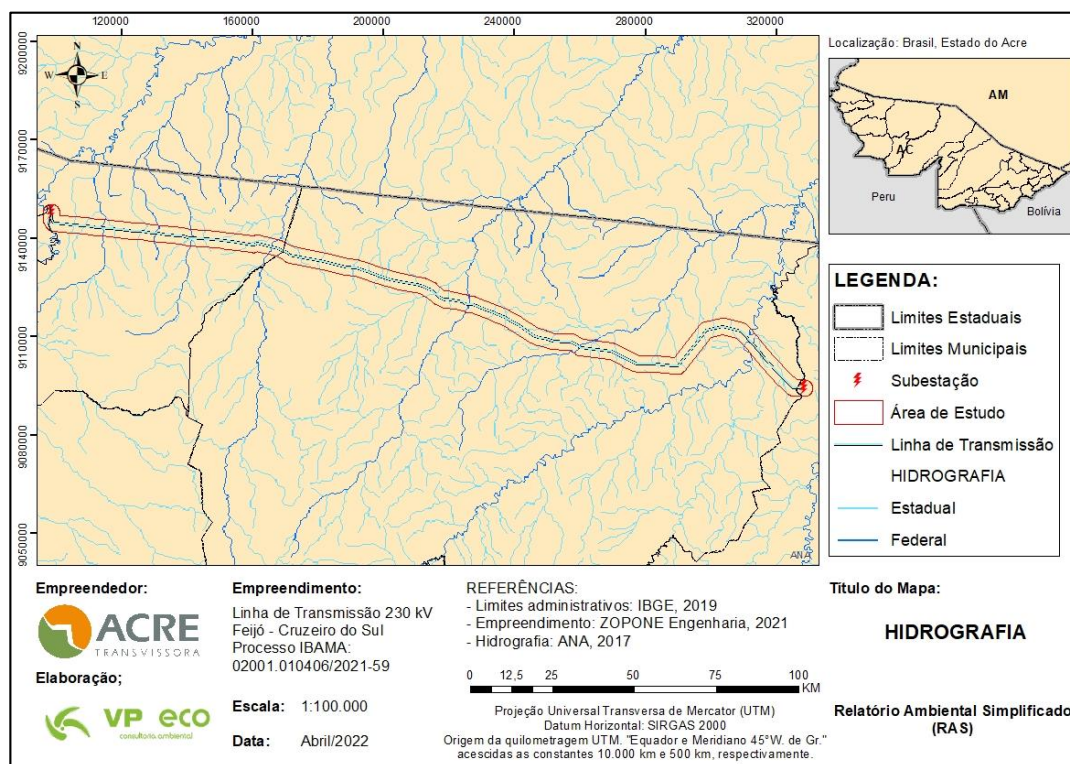 120000 160000 200000 240000 280000 320000
9200000
9170000
9140000
9110000
9080000
9050000
N
W E
S
ANA
Localização: Brasil, Estado do Acre
AM
AC
Peru
Bolívia
LEGENDA:
Limites Estaduais
Limites Municipais
Subestação
Área de Estudo
Linha de Transmissão
HIDROGRAFIA
Estadual
Federal
Empreendedor:
ACRE
TRANSMISSORA
Elaboração;
VP eco
consultoria ambiental
Empreendimento:
Linha de Transmissão 230 kV
Feijó - Cruzeiro do Sul
Processo IBAMA:
02001.010406/2021-59
Escala: 1:100.000
Data: Abril/2022
REFERÊNCIAS:
- Limites administrativos: IBGE, 2019
- Empreendimento: ZOPONE Engenharia, 2021
- Hidrografia: ANA, 2017
0 12,5 25 50 75 100
KM
Projeção Universal Transversa de Mercator (UTM)
Datum Horizontal: SIRGAS 2000
Origem da quilometragem UTM. "Equador e Meridiano 45°W. de Gr."
acescidas as constantes 10.000 km e 500 km, respectivamente.
Titulo do Mapa:
HIDROGRAFIA
Relatório Ambiental Simplificado
(RAS)